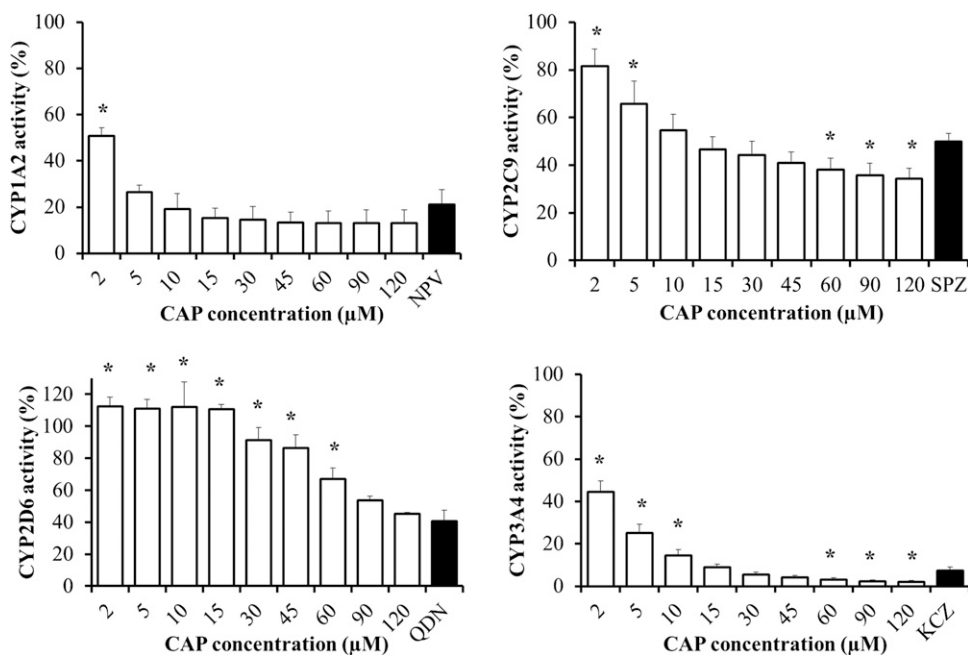 CYP1A2 activity (%)
100
80
60
40
20
0
*
2 5 10 15 30 45 60 90 120 NPV
CAP concentration (µM)
CYP2C9 activity (%)
100
80
60
40
20
0
* * * * *
2 5 10 15 30 45 60 90 120 SPZ
CAP concentration (µM)
CYP2D6 activity (%)
120
100
80
60
40
20
0
* * * * * * *
2 5 10 15 30 45 60 90 120 QDN
CAP concentration (µM)
CYP3A4 activity (%)
100
80
60
40
20
0
* * * * * *
2 5 10 15 30 45 60 90 120 KCZ
CAP concentration (µM)